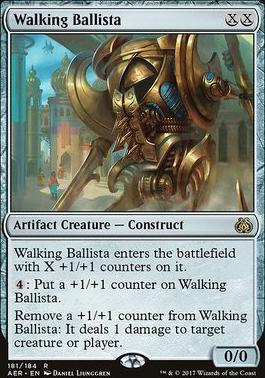 Walking Ballista XX
Artifact Creature — Construct
Walking Ballista enters the battlefield
with X +1/+1 counters on it.
4: Put a +1/+1 counter on Walking
Ballista.
Remove a +1/+1 counter from Walking
Ballista: It deals 1 damage to target
creature or player.
0/0
181/184 R
AER • EN Daniel Ljunggren
™ & © 2017 Wizards of the Coast